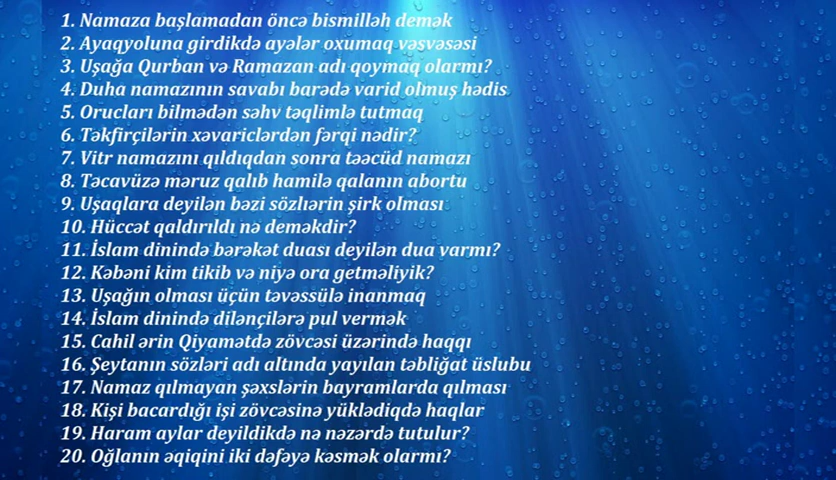 1. Namaza başlamadan öncə bismilləh demək
2. Ayaqyoluna girdikdə ayələr oxumaq vəsvəsəsi
3. Uşağa Qurban və Ramazan adı qoymaq olarmı?
4. Duha namazının savabı barədə varid olmuş hədis
5. Orucları bilmədən səhv təqlimlə tutmaq
6. Təkfirçilərin xəvariclərdən fərqi nədir?
7. Vitr namazını qıldıqdan sonra təəcüd namazı
8. Təcavüzə məruz qalıb hamilə qalanın abortu
9. Uşaqlara deyilən bəzi sözlıərin şirk olması
10. Hüccət qaldırıldı nə deməkdir?
11. İslam dinində bərəkət duası deyilən dua varmı?
12. Kəbəni kim tikib və niyə ora getməliyik?
13. Uşağın olması üçün təvəssülə inanmaq
14. İslam dinində dilənçilərə pul vermək
15. Cahil ərin Qiyamətdə zövcəsi üzərində haqqı
16. Şeytanın sözləri adı altında yayılan təbliğat üslubu
17. Namaz qılmayan şəxslərin bayramlarda qılması
18. Kişi bacardığı işi zövcəsinə yüklədiqdə haqlar
19. Haram aylar deyildikdə nə nəzərdə tutulur?
20. Oğlanın əqiqini iki dəfəyə kəsmək olarmı?